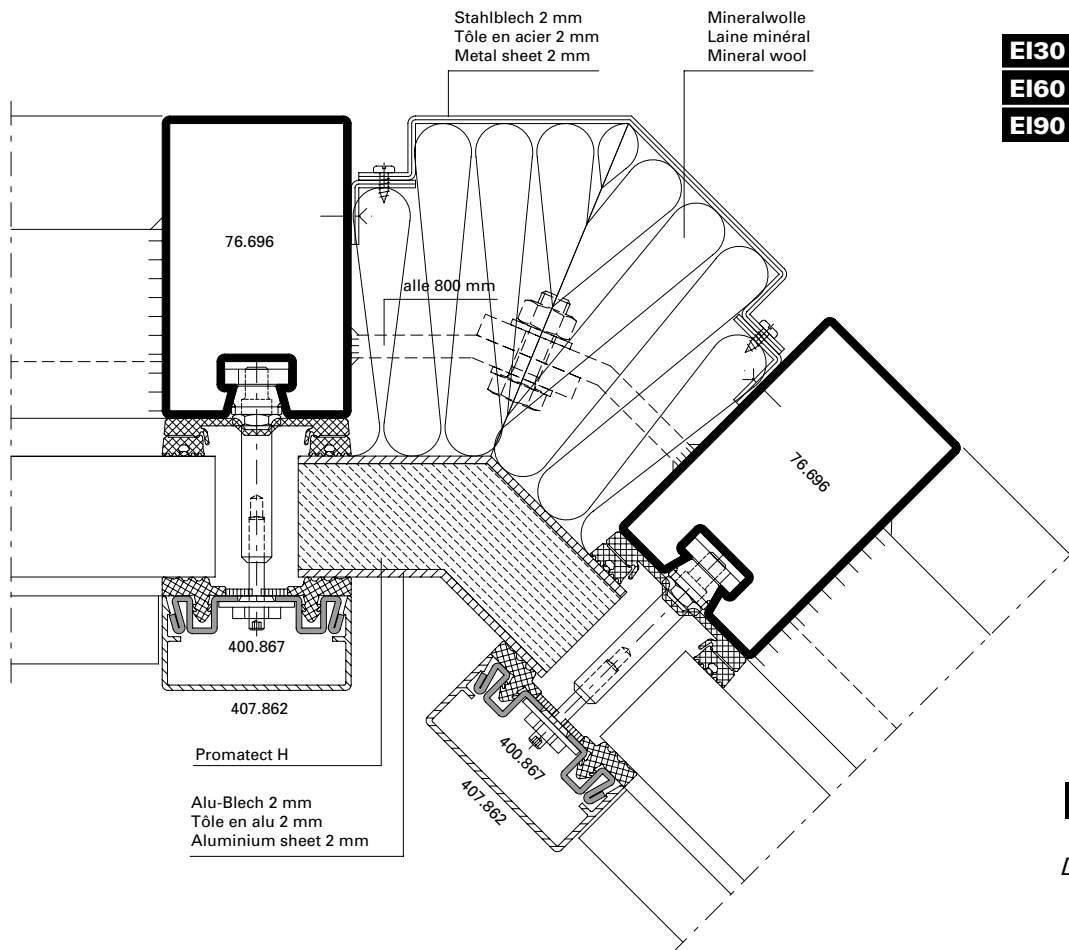 Stahlblech 2 mm
Tôle en acier 2 mm
Metal sheet 2 mm
Mineralwolle
Laine minéral
Mineral wool
EI30
EI60
EI90
76.696
alle 800 mm
76.696
400.867
407.862
400.867
407.862
Promatect H
Alu-Blech 2 mm
Tôle en alu 2 mm
Aluminium sheet 2 mm